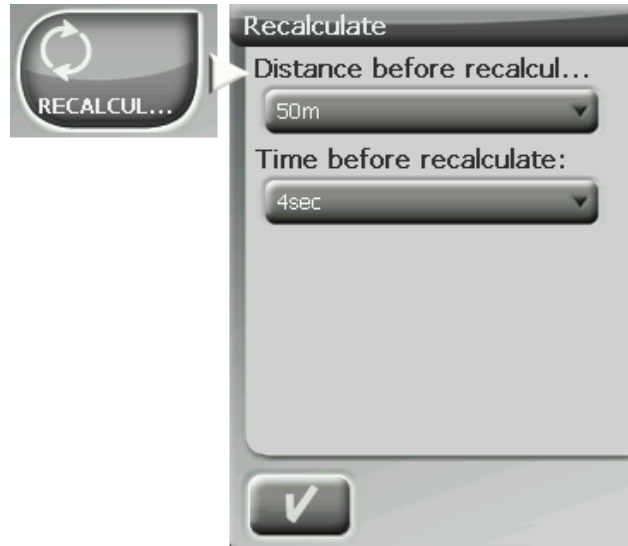 RECALCUL...
Recalculate
Distance before recalcul...
50m
Time before recalculate:
4sec